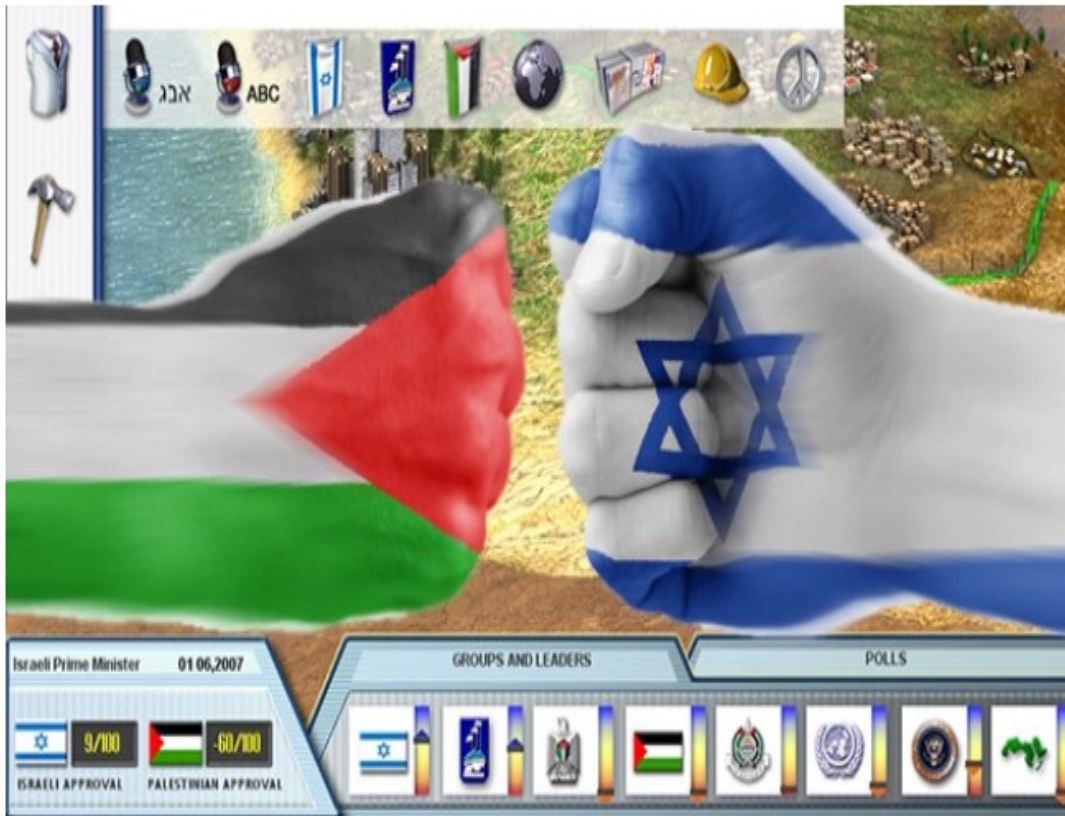 אבג
ABC
Israeli Prime Minister 01 06,2007
GROUPS AND LEADERS
POLLS
9/100
-60/100
ISRAELI APPROVAL
PALESTINIAN APPROVAL